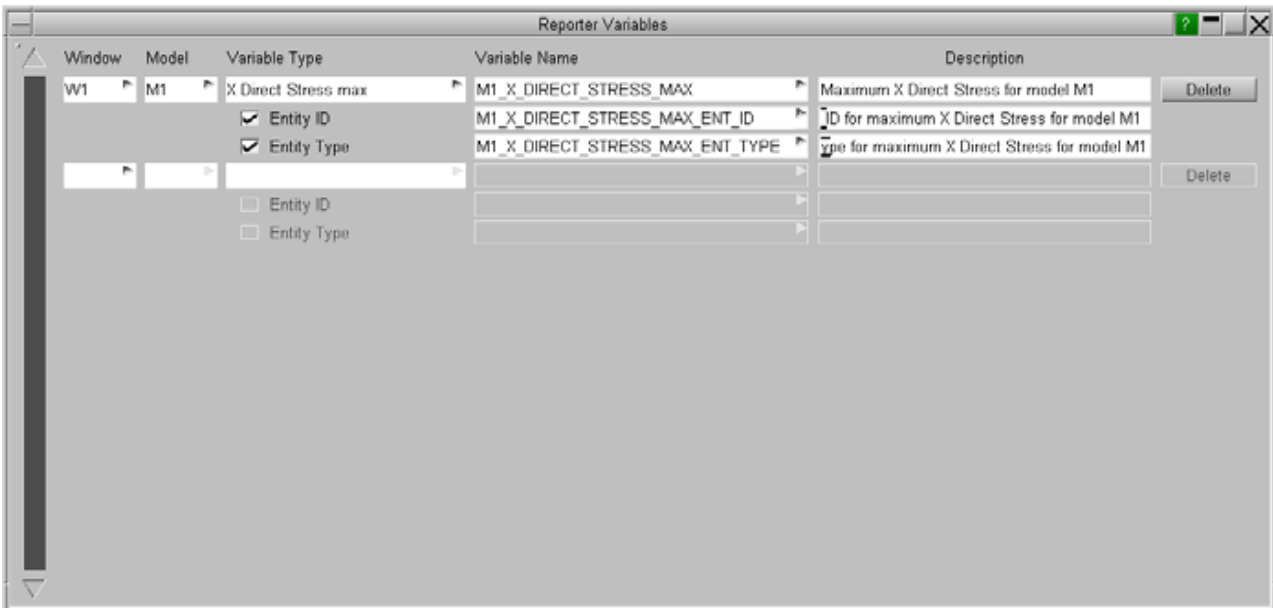 Reporter Variables ?
Window Model Variable Type Variable Name Description
W1 M1 X Direct Stress max M1_X_DIRECT_STRESS_MAX Maximum X Direct Stress for model M1 Delete
Entity ID M1_X_DIRECT_STRESS_MAX_ENT_ID ID for maximum X Direct Stress for model M1
Entity Type M1_X_DIRECT_STRESS_MAX_ENT_TYPE ype for maximum X Direct Stress for model M1
Delete
Entity ID
Entity Type